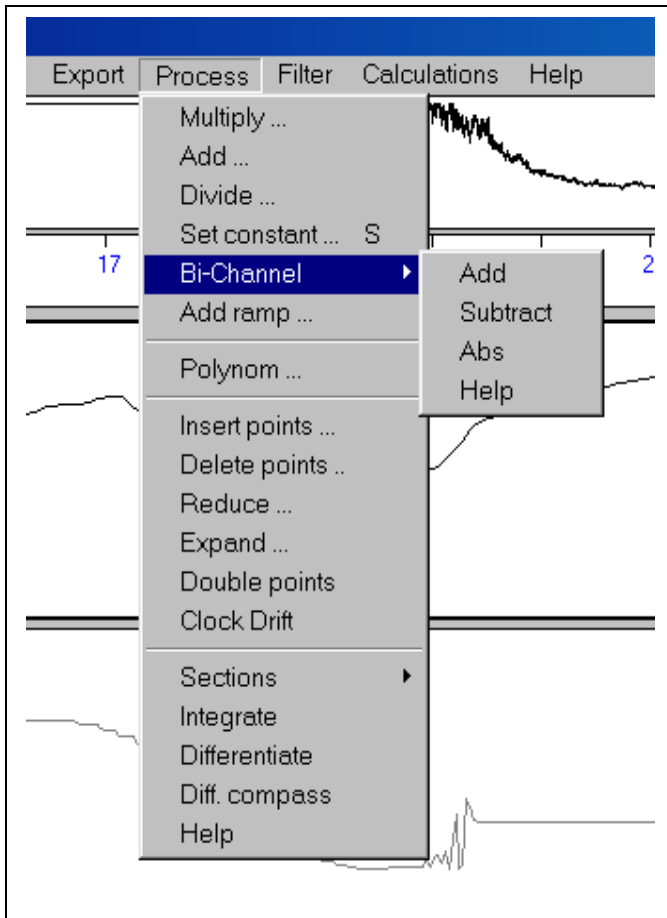 Export Process Filter Calculations Help
Multiply ...
Add ...
Divide ...
Set constant ... S
17
2
Bi-Channel
Add ramp ...
Polynom ...
Insert points ...
Delete points ..
Reduce ...
Expand ...
Double points
Clock Drift
Sections
Integrate
Differentiate
Diff. compass
Help
Add
Subtract
Abs
Help